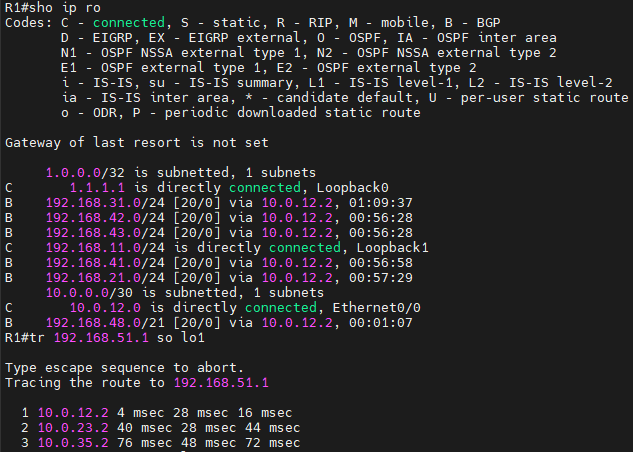 R1#sho ip ro
Codes: C - connected, S - static, R - RIP, M - mobile, B - BGP
       D - EIGRP, EX - EIGRP external, O - OSPF, IA - OSPF inter area
       N1 - OSPF NSSA external type 1, N2 - OSPF NSSA external type 2
       E1 - OSPF external type 1, E2 - OSPF external type 2
       i - IS-IS, su - IS-IS summary, L1 - IS-IS level-1, L2 - IS-IS level-2
       ia - IS-IS inter area, * - candidate default, U - per-user static route
       o - ODR, P - periodic downloaded static route

Gateway of last resort is not set

     1.0.0.0/32 is subnetted, 1 subnets
C       1.1.1.1 is directly connected, Loopback0
B    192.168.31.0/24 [20/0] via 10.0.12.2, 01:09:37
B    192.168.42.0/24 [20/0] via 10.0.12.2, 00:56:28
B    192.168.43.0/24 [20/0] via 10.0.12.2, 00:56:28
C    192.168.11.0/24 is directly connected, Loopback1
B    192.168.41.0/24 [20/0] via 10.0.12.2, 00:56:58
B    192.168.21.0/24 [20/0] via 10.0.12.2, 00:57:29
     10.0.0.0/30 is subnetted, 1 subnets
C       10.0.12.0 is directly connected, Ethernet0/0
B    192.168.48.0/21 [20/0] via 10.0.12.2, 00:01:07
R1#tr 192.168.51.1 so lo1

Type escape sequence to abort.
Tracing the route to 192.168.51.1

  1 10.0.12.2 4 msec 28 msec 16 msec
  2 10.0.23.2 40 msec 28 msec 44 msec
  3 10.0.35.2 76 msec 48 msec 72 msec